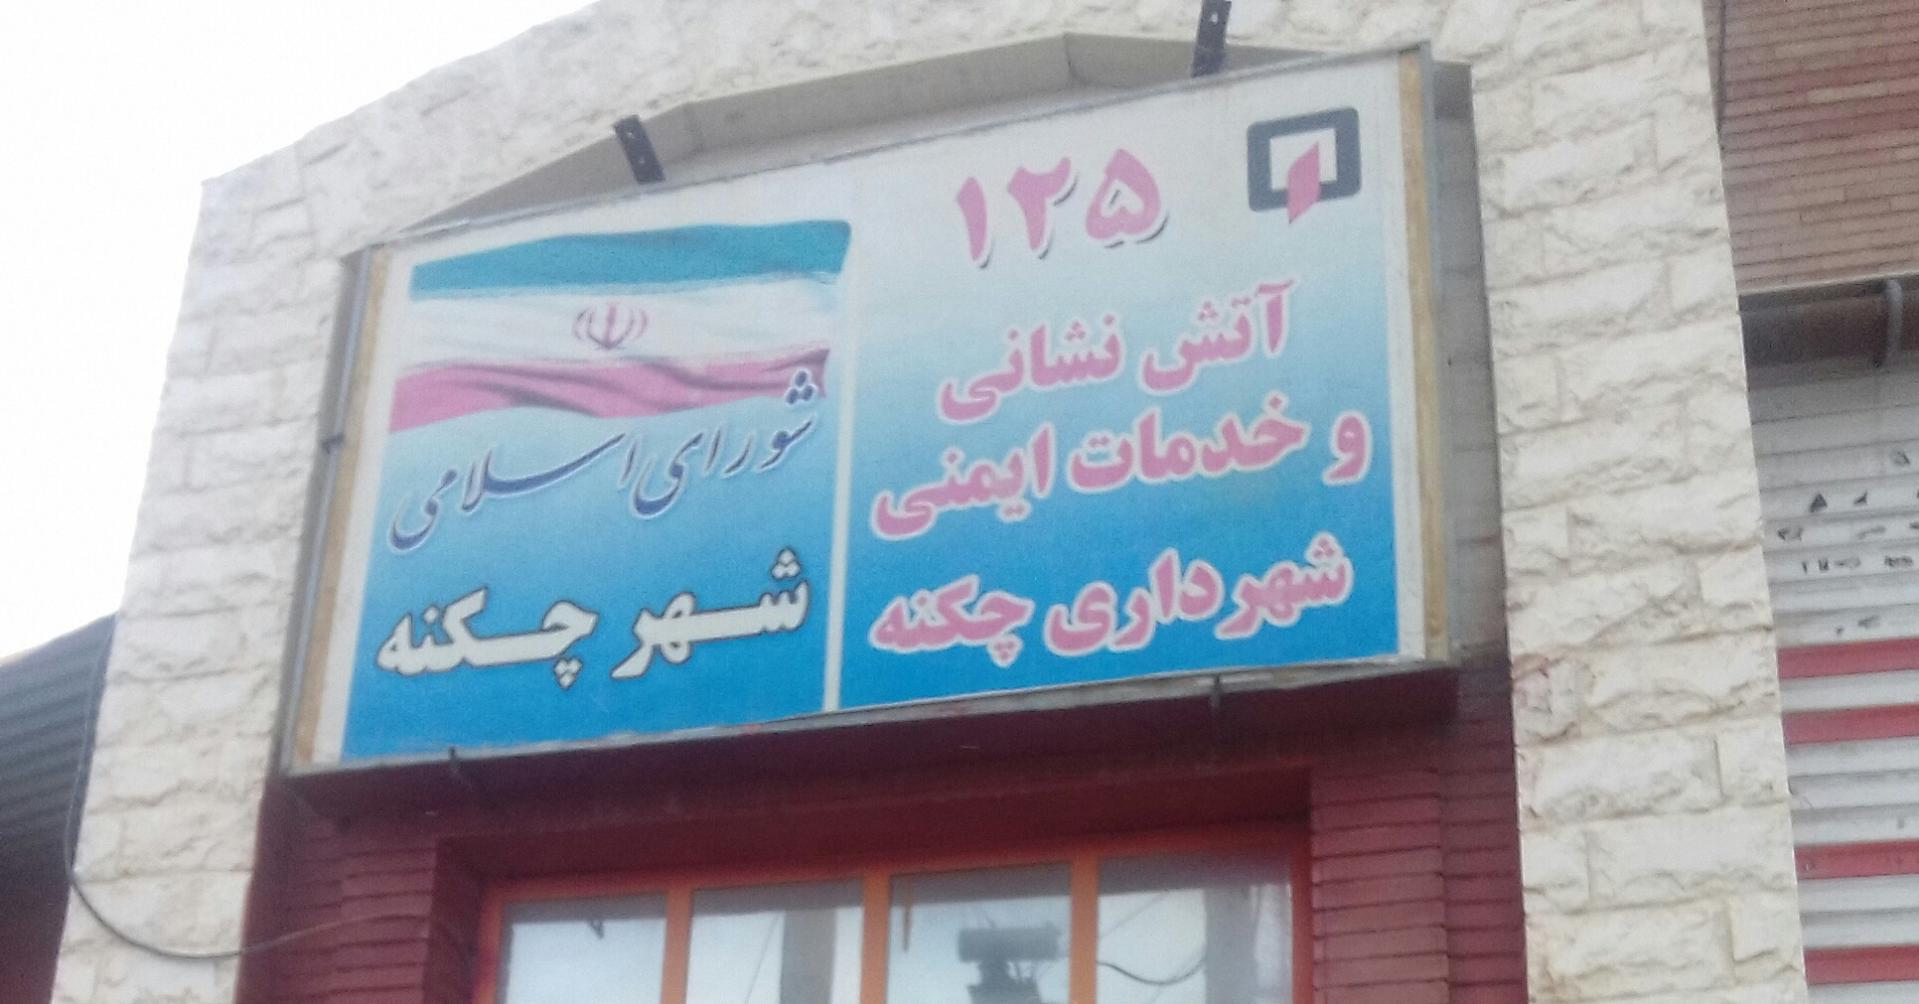 ۱۲۵
آتش نشانی
و خدمات ایمنی
شهرداری چکنه
شورای اسلامی
شهر چکنه